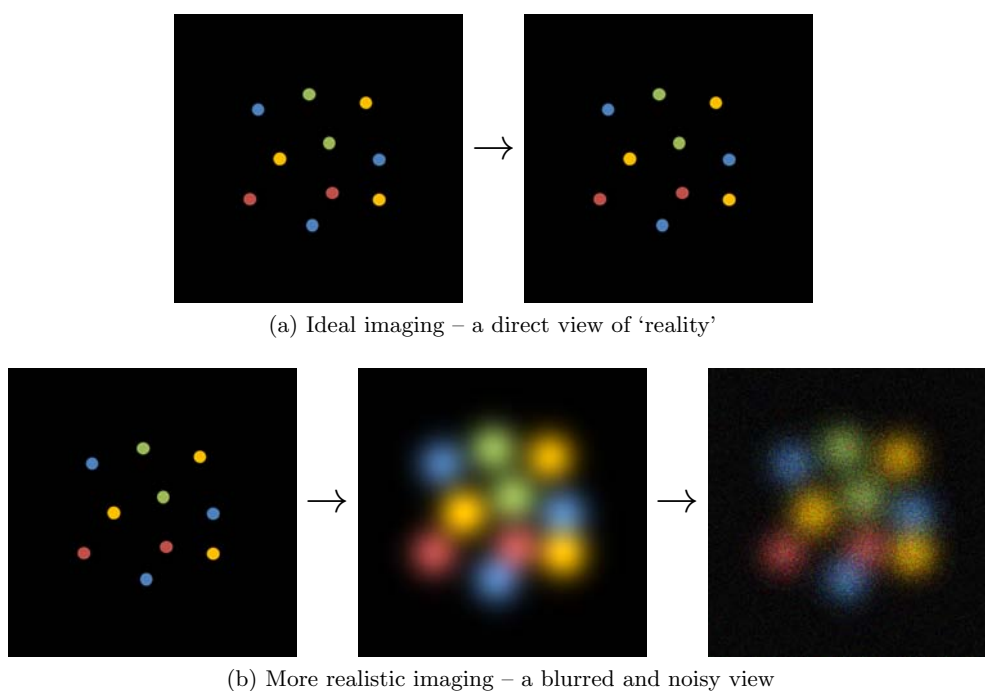 (a) Ideal imaging – a direct view of ‘reality’
(b) More realistic imaging – a blurred and noisy view